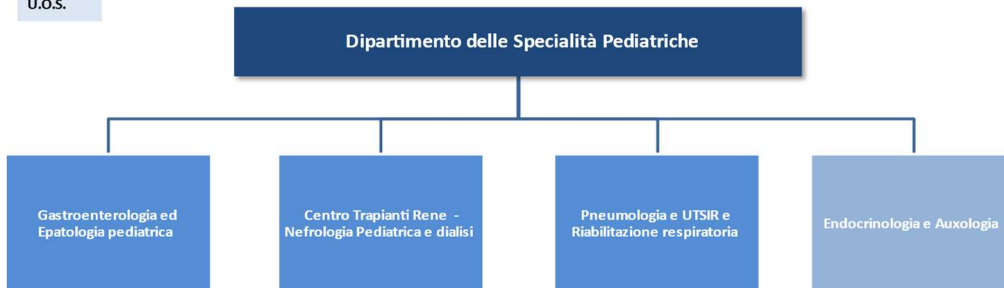 U.O.S.
Dipartimento delle Specialità Pediatriche
Gastroenterologia ed
Epatologia pediatrica
Centro Trapianti Rene -
Nefrologia Pediatrica e dialisi
Pneumologia e UTSIR e
Riabilitazione respiratoria
Endocrinologia e Auxologia